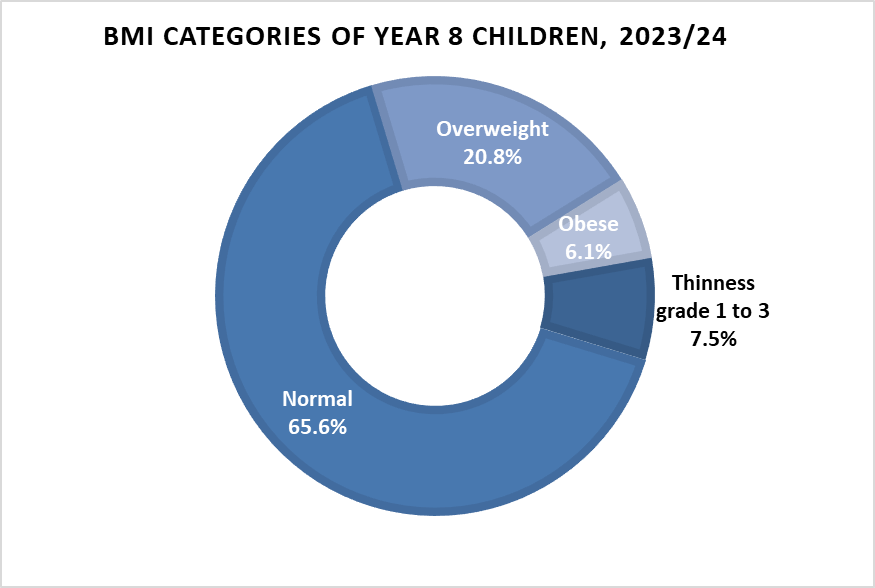 BMI CATEGORIES OF YEAR 8 CHILDREN, 2023/24
Overweight
20.8%
Obese
6.1%
Thinness
grade 1 to 3
7.5%
Normal
65.6%